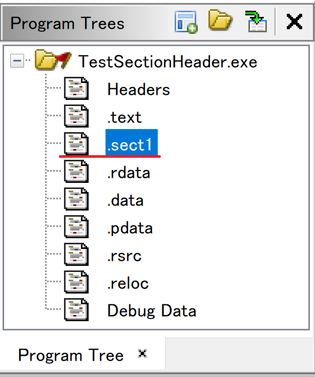 Program Trees
TestSectionHeader.exe
Headers
.text
.sect1
.rdata
.data
.pdata
.rsrc
.reloc
Debug Data
Program Tree ×